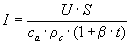 I = U · S / (c_a · ρ_c · (1 + β · t))